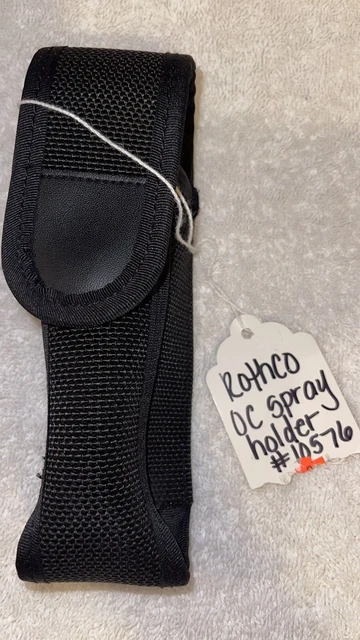 Rothco
OC spray
holder
#10576